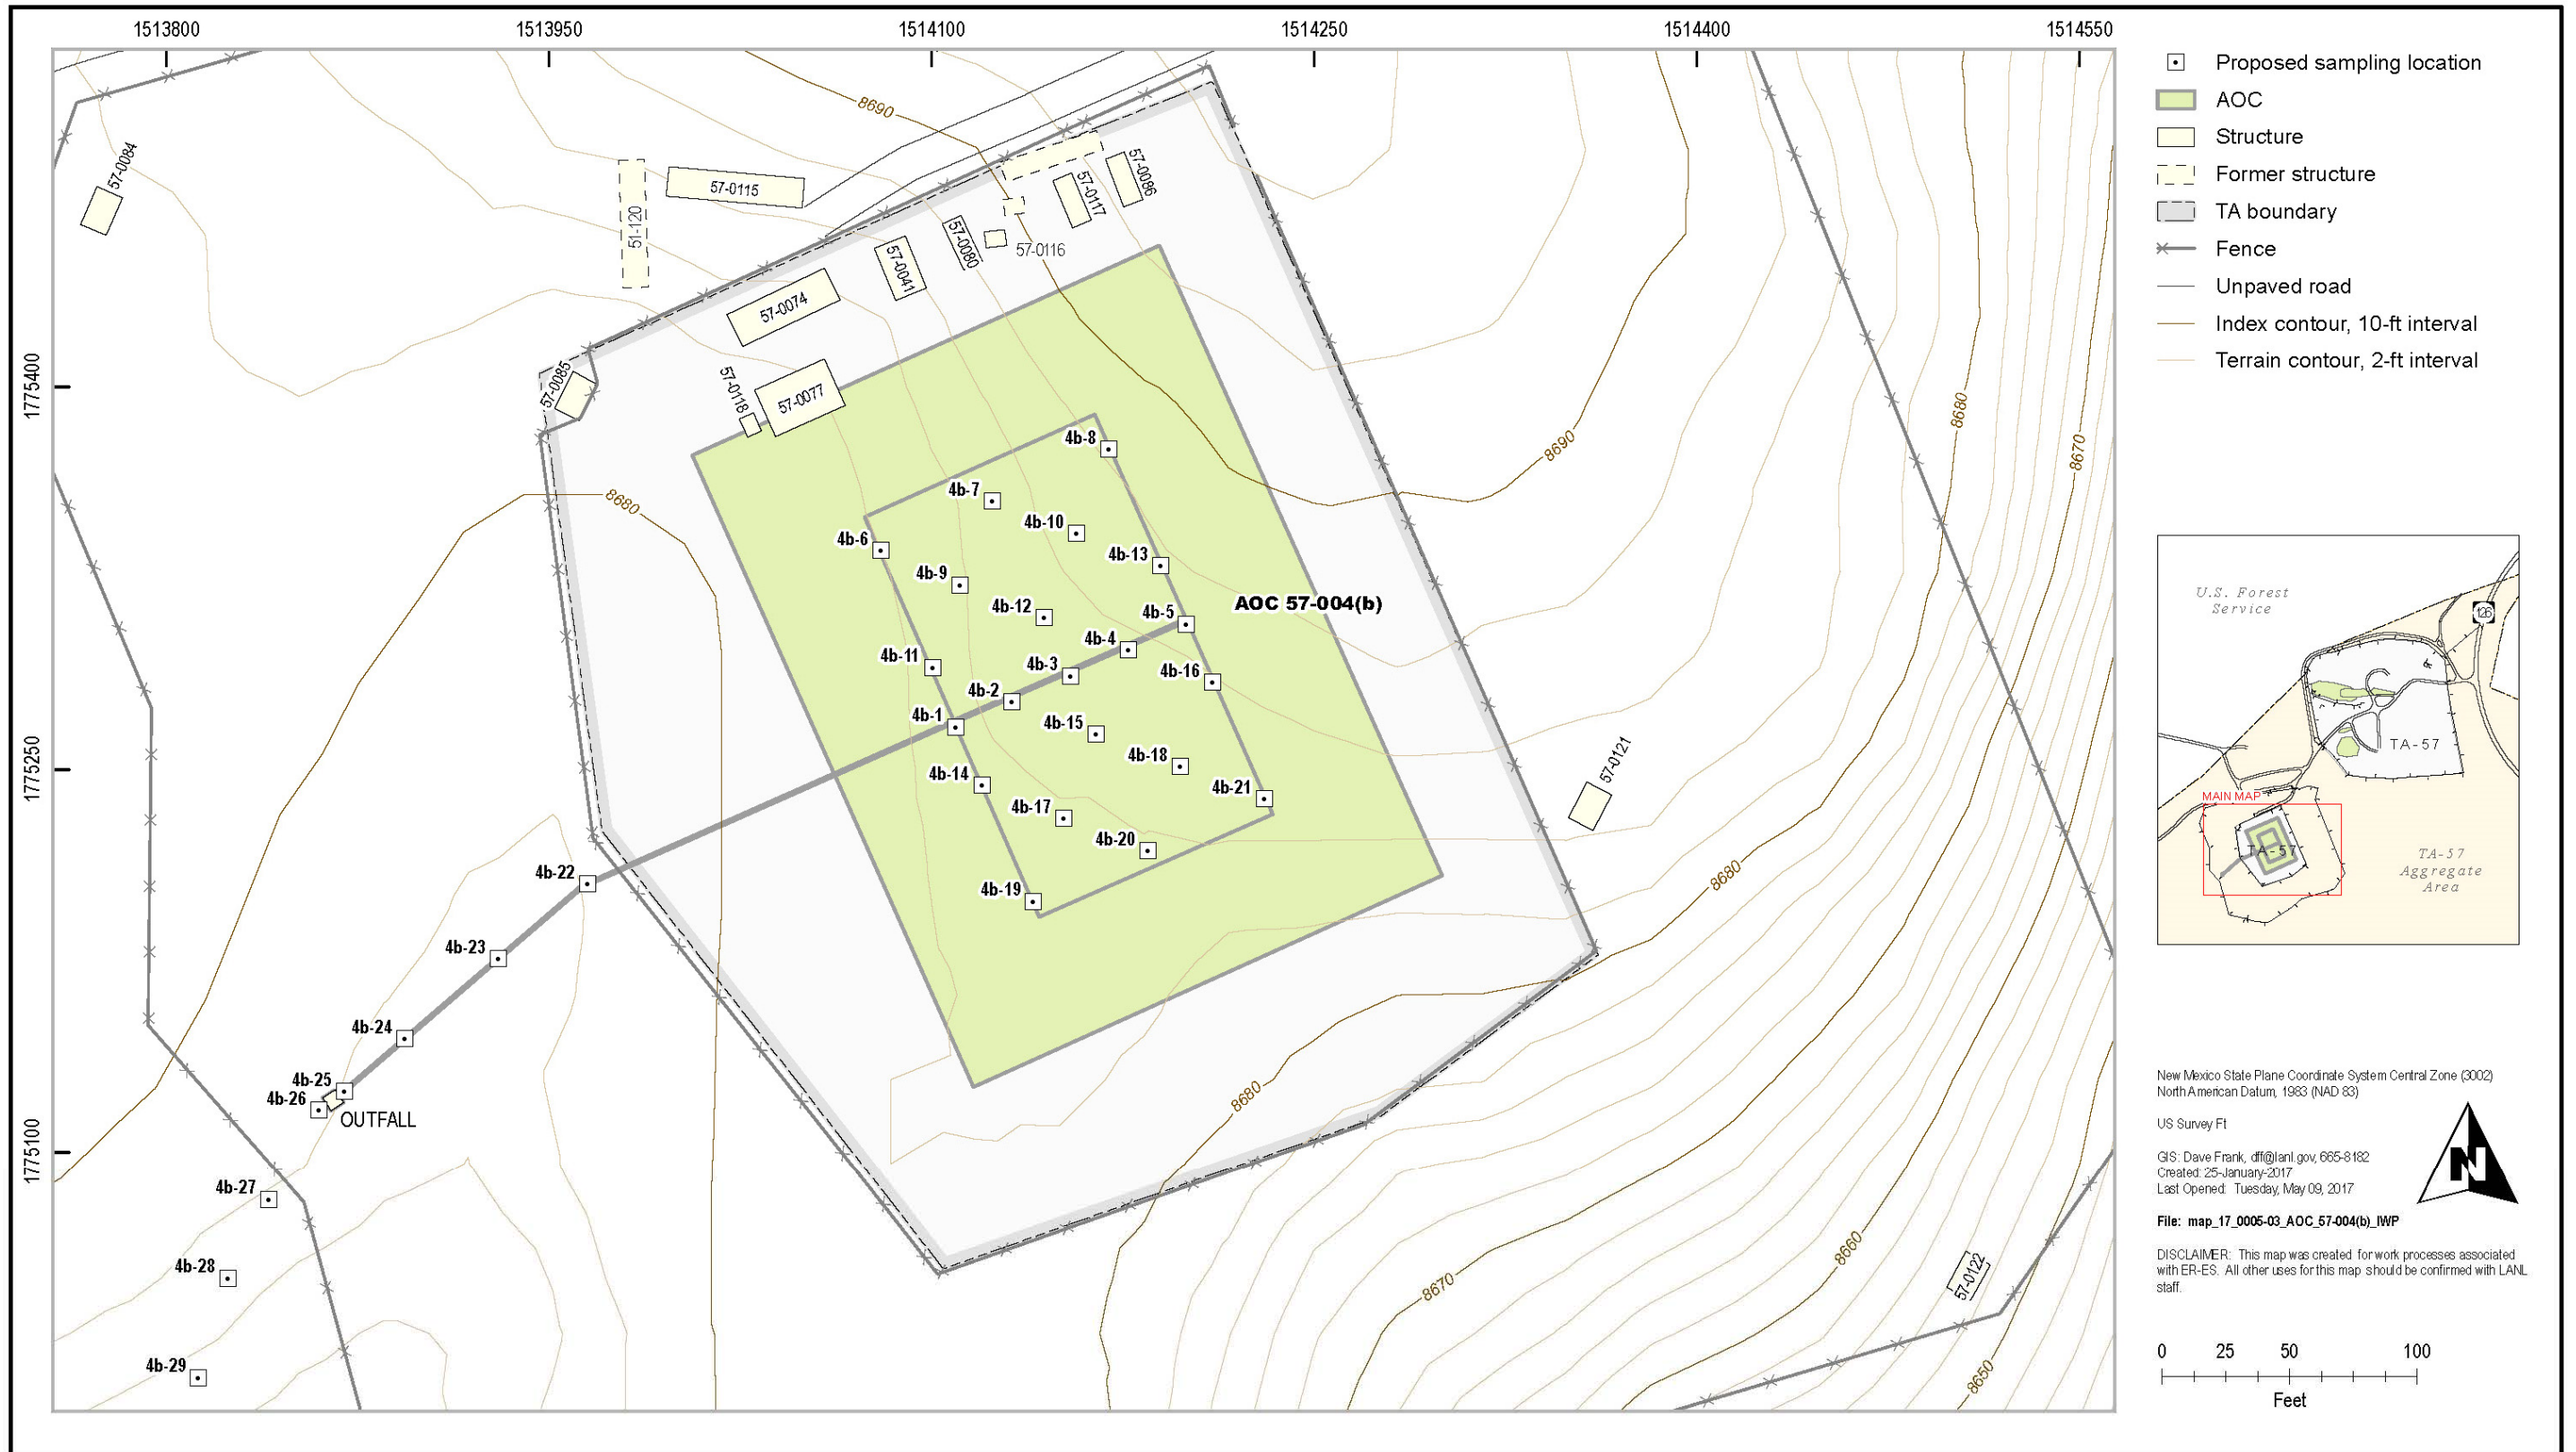 1513800
1513950
1514100
1514250
1514400
1514550
1775400
1775250
1775100
57-0084
51-120
57-0115
8690
57-0074
57-0041
57-0080
57-0116
57-0117
57-0086
57-0085
57-0118
57-0077
8680
8690
8680
8670
4b-8
4b-7
4b-10
4b-6
4b-13
4b-9
4b-12
4b-5
AOC 57-004(b)
4b-4
4b-11
4b-3
4b-16
4b-2
4b-1
4b-15
4b-18
4b-14
4b-21
4b-17
4b-20
4b-19
57-0121
8680
4b-22
4b-23
4b-24
4b-25
4b-26
OUTFALL
8680
4b-27
4b-28
4b-29
8670
8660
57-0122
8650
Proposed sampling location
AOC
Structure
Former structure
TA boundary
Fence
Unpaved road
Index contour, 10-ft interval
Terrain contour, 2-ft interval
U.S. Forest
Service
126
TA-57
MAIN MAP
TA-57
TA-57
Aggregate
Area
New Mexico State Plane Coordinate System Central Zone (3002)
North American Datum, 1983 (NAD 83)
US Survey Ft
GIS: Dave Frank, dff@lanl.gov, 665-8182
Created: 25-January-2017
Last Opened: Tuesday, May 09, 2017
N
File: map_17_0005-03_AOC_57-004(b)_IWP
DISCLAIMER: This map was created for work processes associated
with ER-ES. All other uses for this map should be confirmed with LANL
staff.
0 25 50 100
Feet